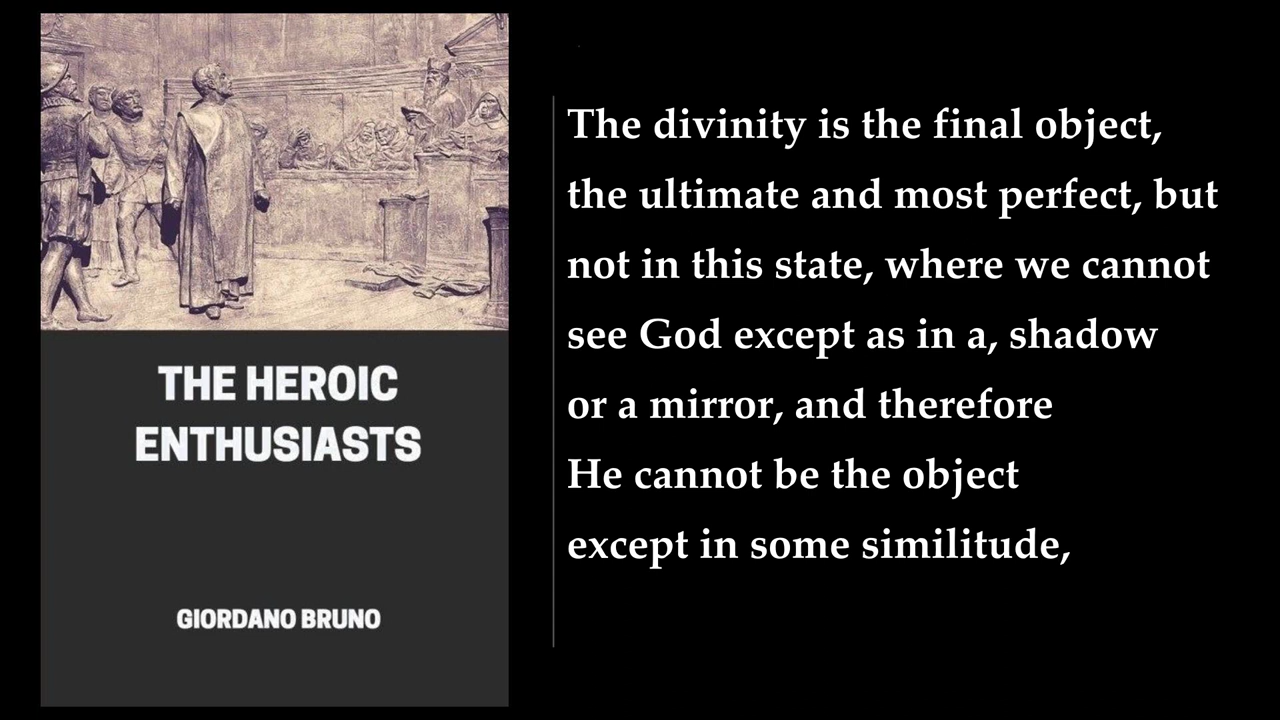 THE HEROIC
ENTHUSIASTS
GIORDANO BRUNO
The divinity is the final object,
the ultimate and most perfect, but
not in this state, where we cannot
see God except as in a, shadow
or a mirror, and therefore
He cannot be the object
except in some similitude,